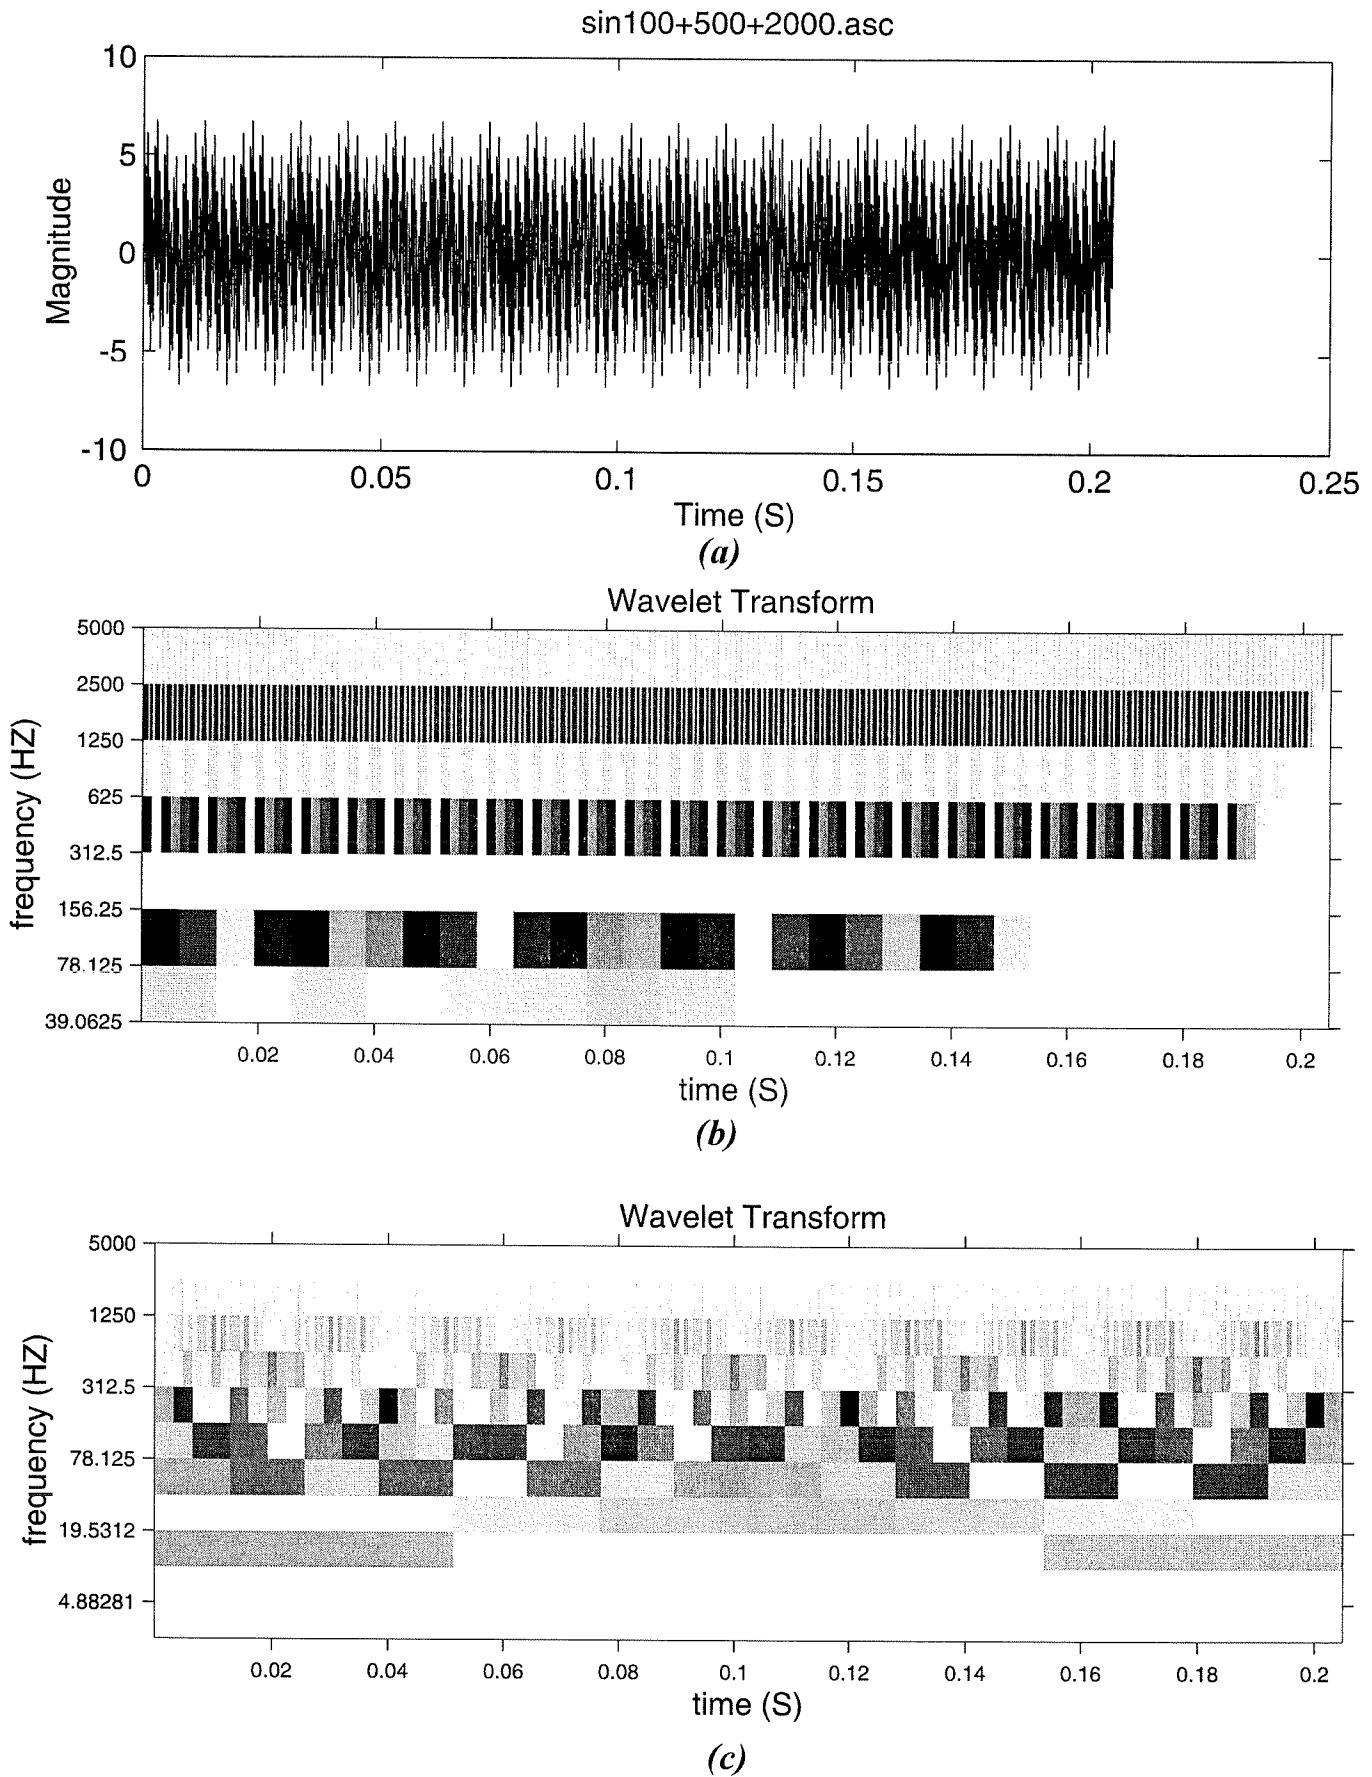 sin100+500+2000.asc
10
5
0
-5
-10
Magnitude
0 0.05 0.1 0.15 0.2 0.25
Time (S)
(a)
Wavelet Transform
5000
2500
1250
625
312.5
156.25
78.125
39.0625
frequency (HZ)
0.02 0.04 0.06 0.08 0.1 0.12 0.14 0.16 0.18 0.2
time (S)
(b)
Wavelet Transform
5000
1250
312.5
78.125
19.5312
4.88281
frequency (HZ)
0.02 0.04 0.06 0.08 0.1 0.12 0.14 0.16 0.18 0.2
time (S)
(c)